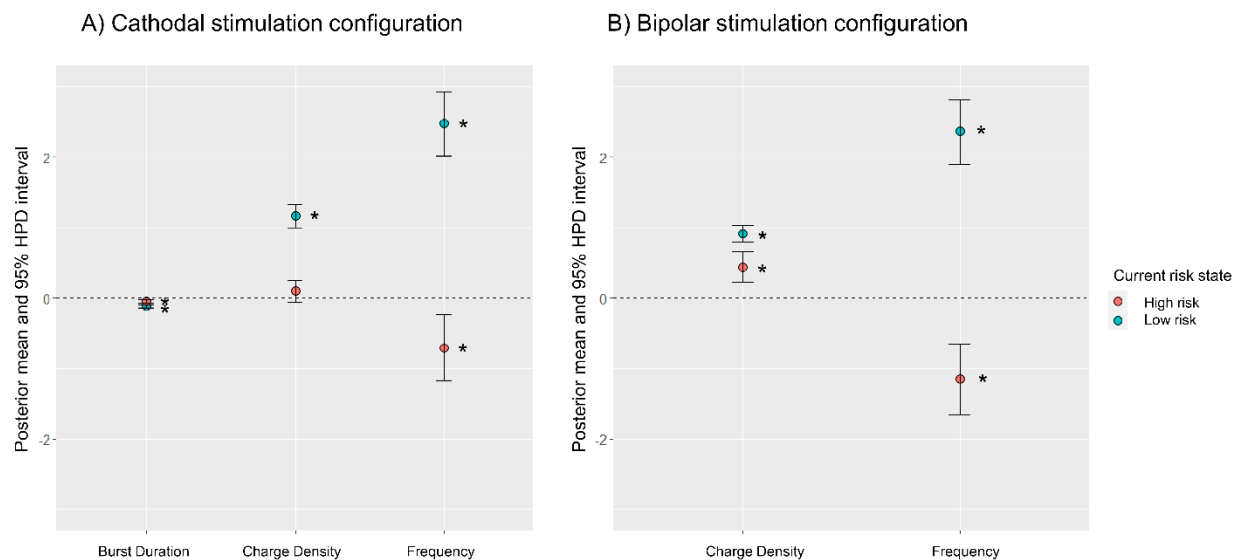 A) Cathodal stimulation configuration
Posterior mean and 95% HPD interval
2
0
-2
*
*
*
*
*
Burst Duration
Charge Density
Frequency
B) Bipolar stimulation configuration
Posterior mean and 95% HPD interval
2
0
-2
*
*
*
*
Charge Density
Frequency
Current risk state
High risk
Low risk